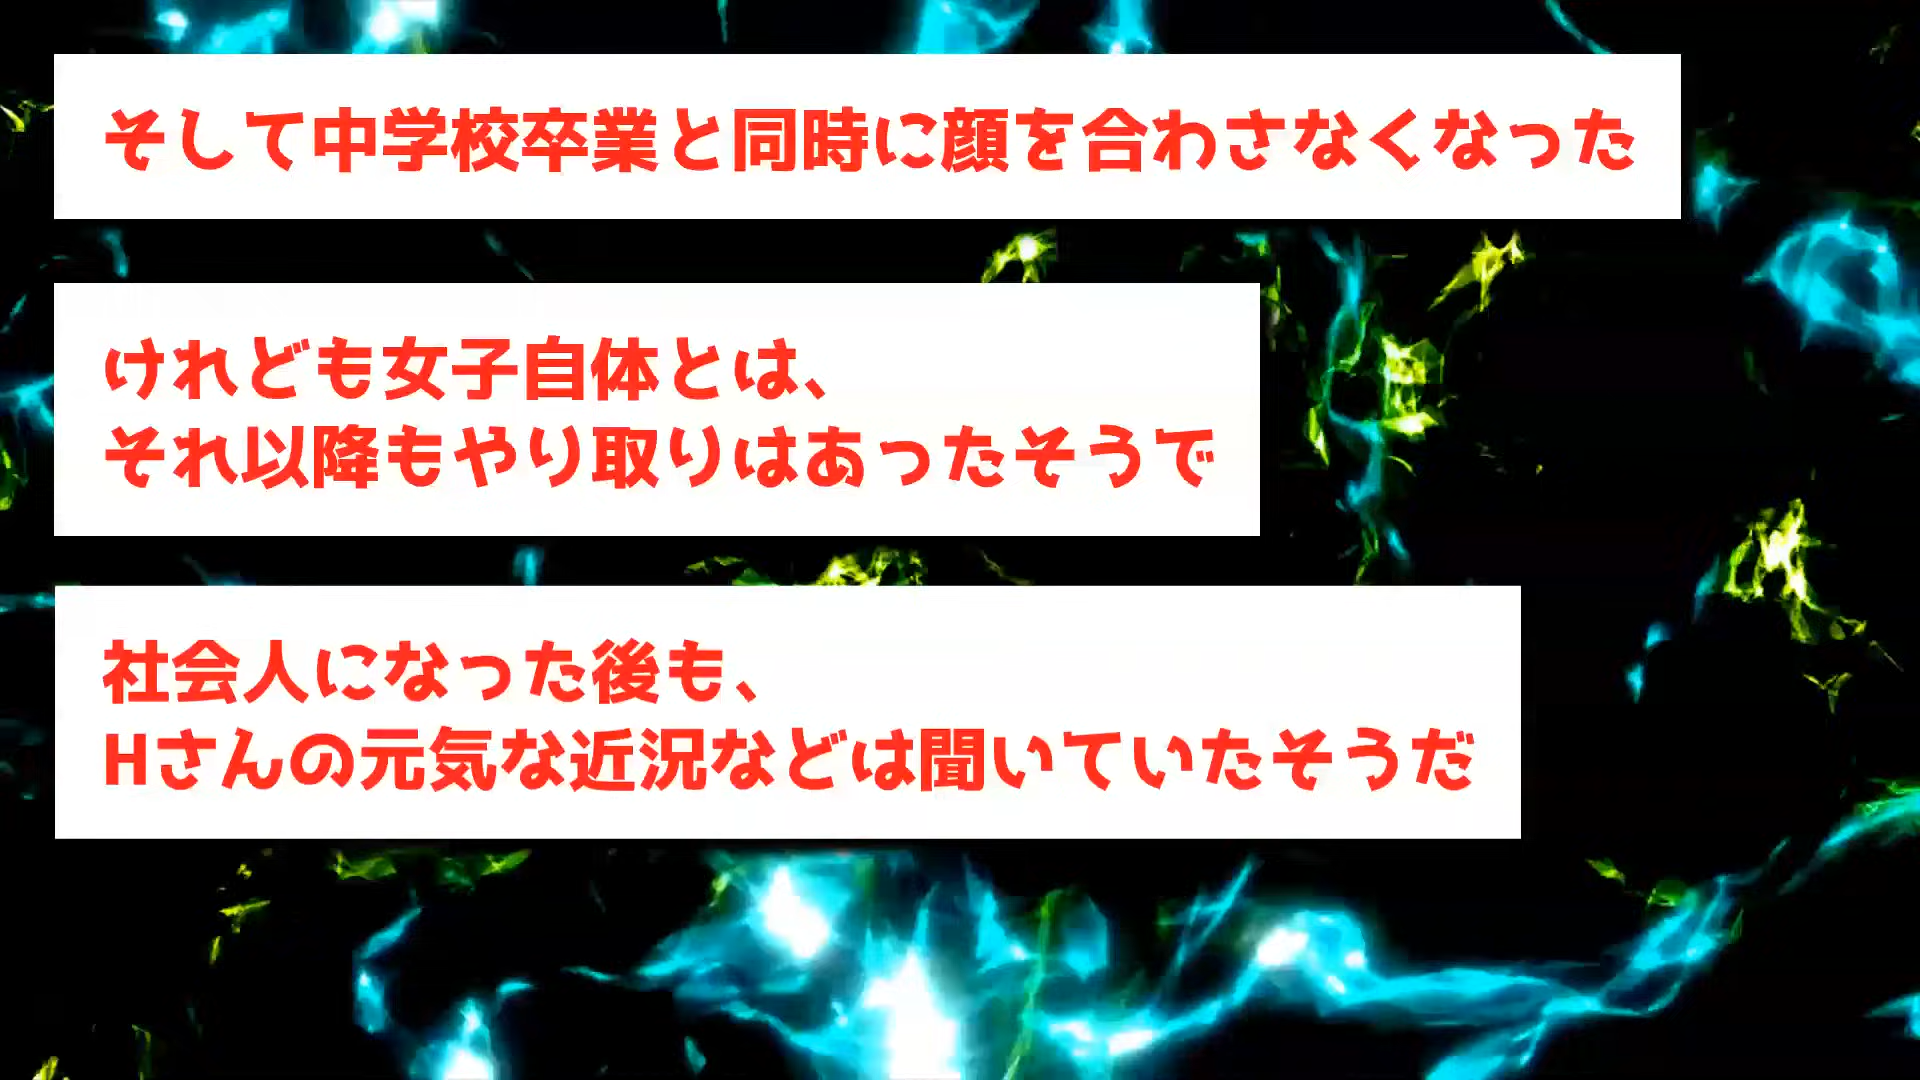 そして中学校卒業と同時に顔を合わさなくなった
けれども女子自体とは、
それ以降もやり取りはあったそうで
社会人になった後も、
Hさんの元気な近況などは聞いていたそうだ